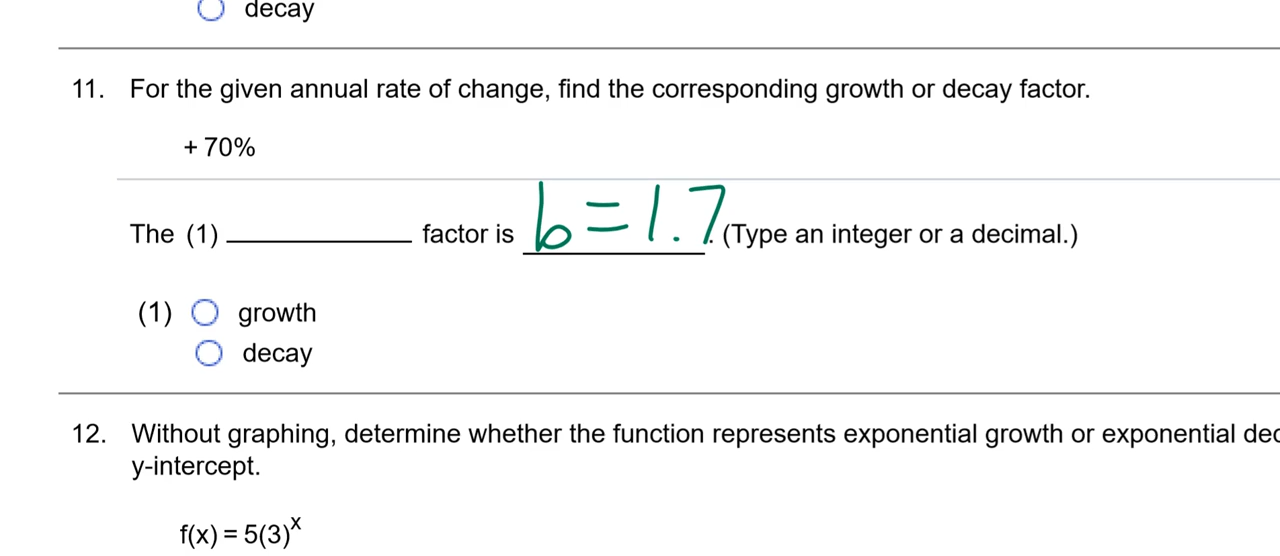 decay
11. For the given annual rate of change, find the corresponding growth or decay factor.
+ 70%
The (1) __________ factor is b = 1.7. (Type an integer or a decimal.)
(1) growth
decay
12. Without graphing, determine whether the function represents exponential growth or exponential dec
y-intercept.
f(x) = 5(3)^x